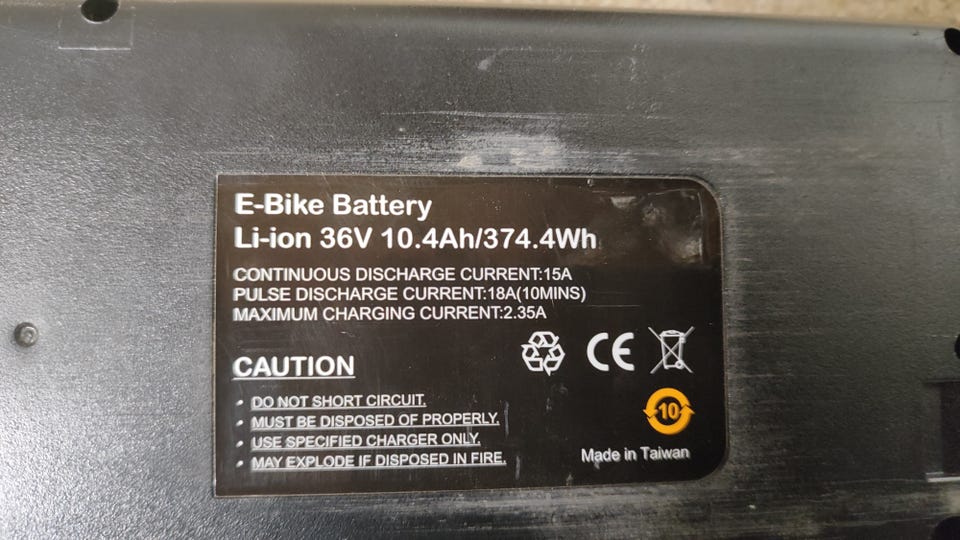 E-Bike Battery
Li-ion 36V 10.4Ah/374.4Wh
CONTINUOUS DISCHARGE CURRENT:15A
PULSE DISCHARGE CURRENT:18A(10MINS)
MAXIMUM CHARGING CURRENT:2.35A
CE
CAUTION
• DO NOT SHORT CIRCUIT.
• MUST BE DISPOSED OF PROPERLY.
• USE SPECIFIED CHARGER ONLY.
• MAY EXPLODE IF DISPOSED IN FIRE.
10
Made in Taiwan